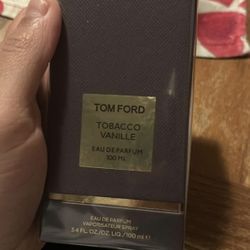 TOM FORD
TOBACCO
VANILLE
EAU DE PARFUM
100 ML
EAU DE PARFUM
VAPORISATEUR SPRAY
3.4 FL.OZ./OZ. LIQ./100 ml ℮